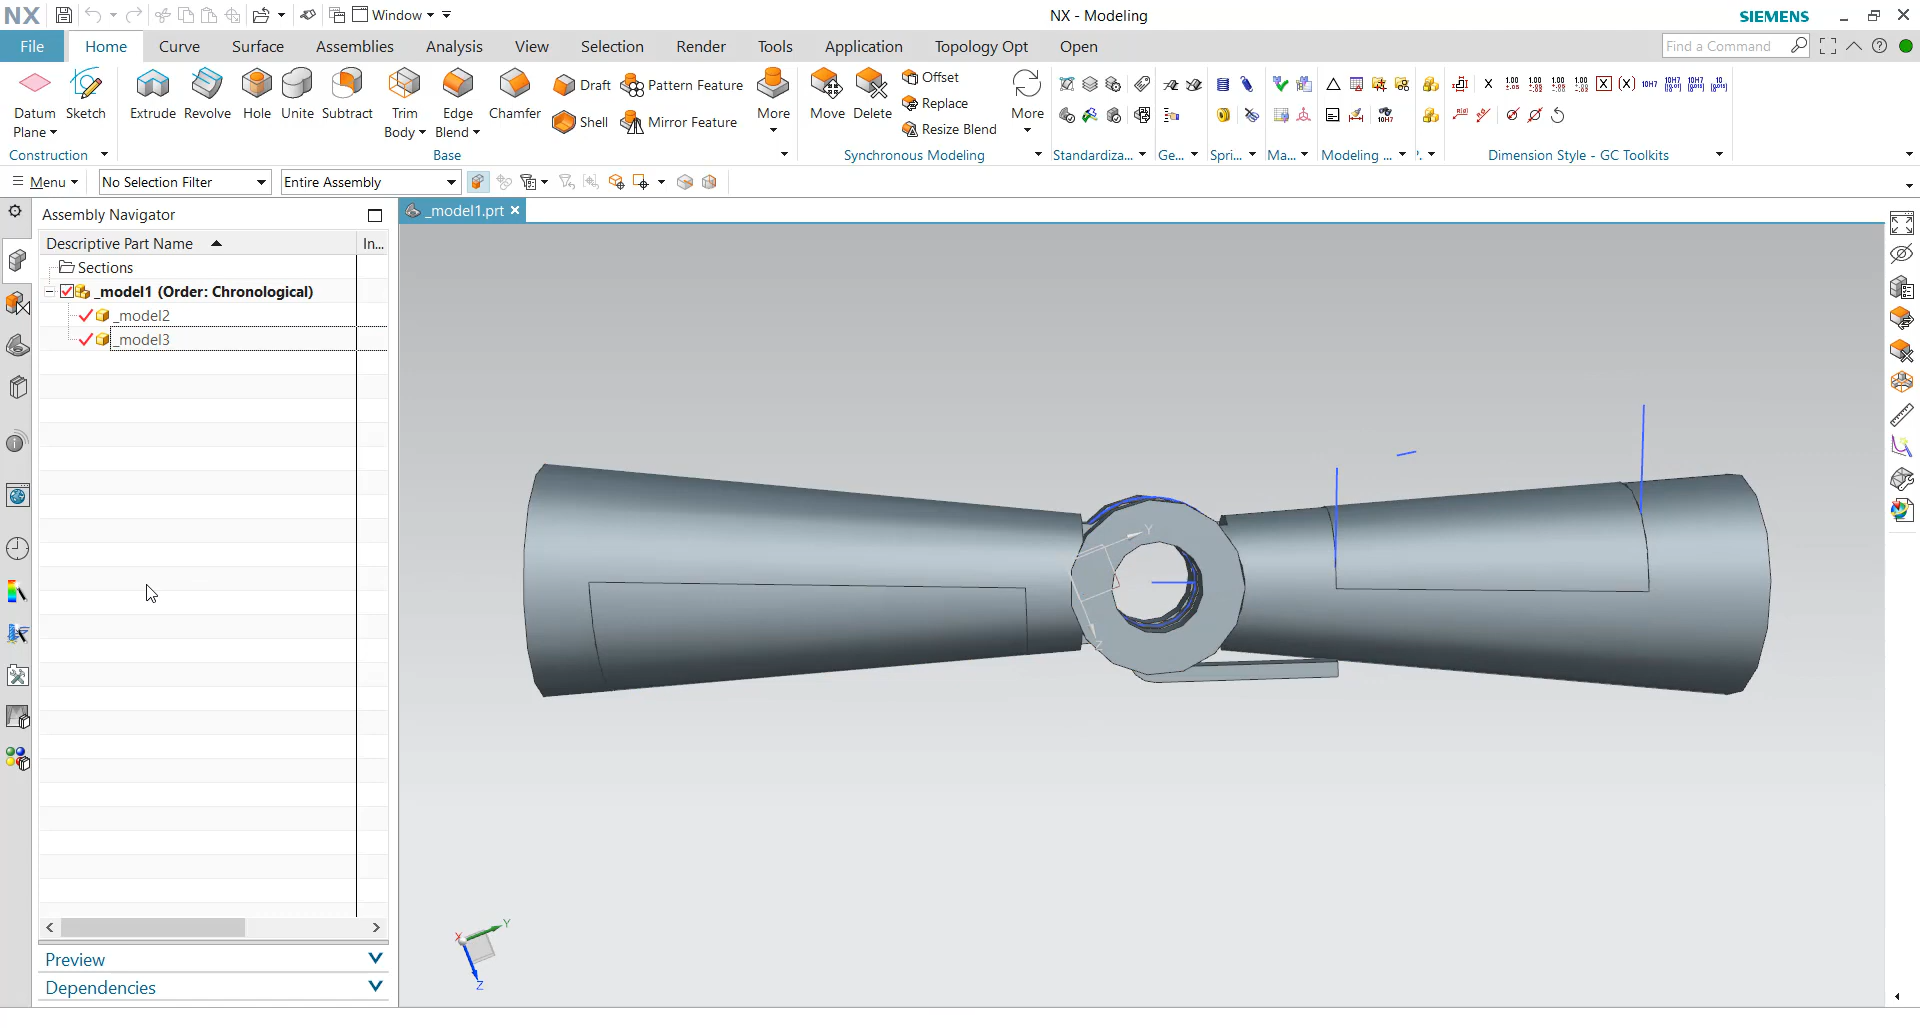 NX Window NX - Modeling SIEMENS
File Home Curve Surface Assemblies Analysis View Selection Render Tools Application Topology Opt Open Find a Command
Datum Plane Sketch Extrude Revolve Hole Unite Subtract Trim Body Edge Blend Chamfer Draft Shell Pattern Feature Mirror Feature More Move Delete Offset Replace Resize Blend More
Construction Base Synchronous Modeling Standardiza... Ge... Spri... Ma... Modeling ... Dimension Style - GC Toolkits
Menu No Selection Filter Entire Assembly
Assembly Navigator _model1.prt
Descriptive Part Name In...
Sections
_model1 (Order: Chronological)
_model2
_model3
Y
Z
X Y
Z
Preview
Dependencies